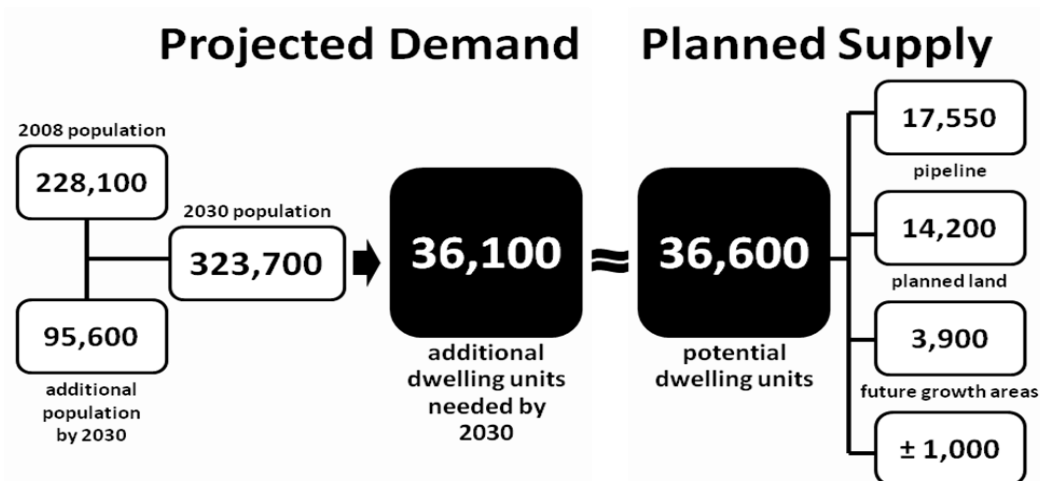 Projected Demand
Planned Supply
2008 population
228,100
95,600
additional
population
by 2030
2030 population
323,700
36,100
additional
dwelling units
needed by
2030
≈
36,600
potential
dwelling units
17,550
pipeline
14,200
planned land
3,900
future growth areas
± 1,000